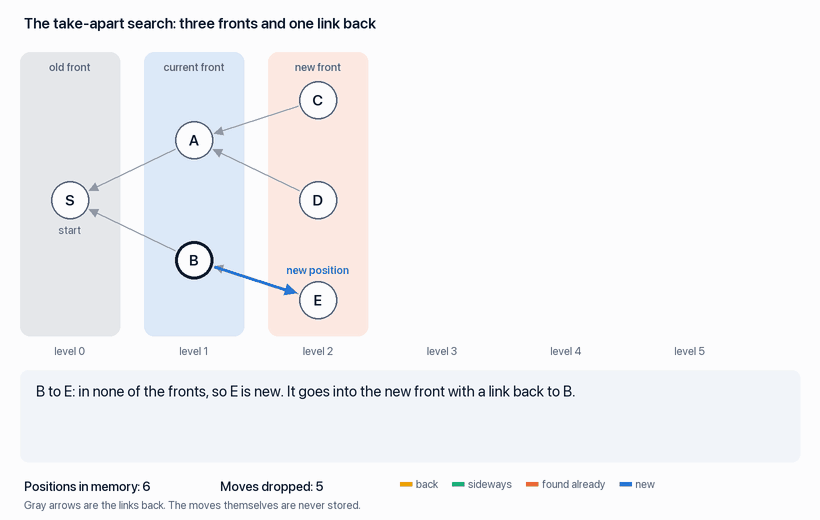 The take-apart search: three fronts and one link back
old front
current front
new front
C
A
S
D
start
B
new position
E
level 0
level 1
level 2
level 3
level 4
level 5
B to E: in none of the fronts, so E is new. It goes into the new front with a link back to B.
Positions in memory: 6
Moves dropped: 5
back
sideways
found already
new
Gray arrows are the links back. The moves themselves are never stored.